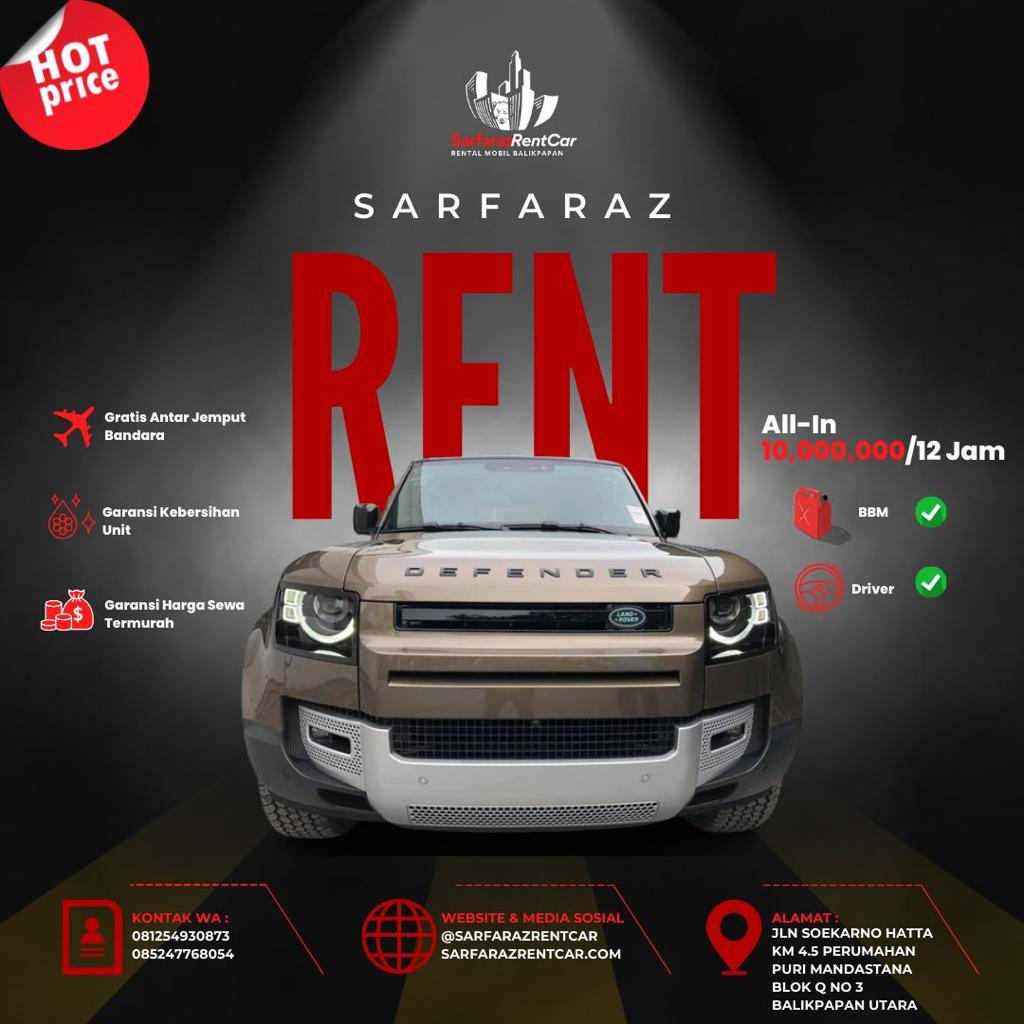 HOT
price
SarfarazRentCar
RENTAL MOBIL BALIKPAPAN
SARFARAZ
RENT
Gratis Antar Jemput
Bandara
Garansi Kebersihan
Unit
Garansi Harga Sewa
Termurah
All-In
10,000,000/12 Jam
BBM
Driver
$
DEFENDER
LAND-
-ROVER
KONTAK WA :
081254930873
085247768054
WEBSITE & MEDIA SOSIAL
@SARFARAZRENTCAR
SARFARAZRENTCAR.COM
ALAMAT :
JLN SOEKARNO HATTA
KM 4.5 PERUMAHAN
PURI MANDASTANA
BLOK Q NO 3
BALIKPAPAN UTARA